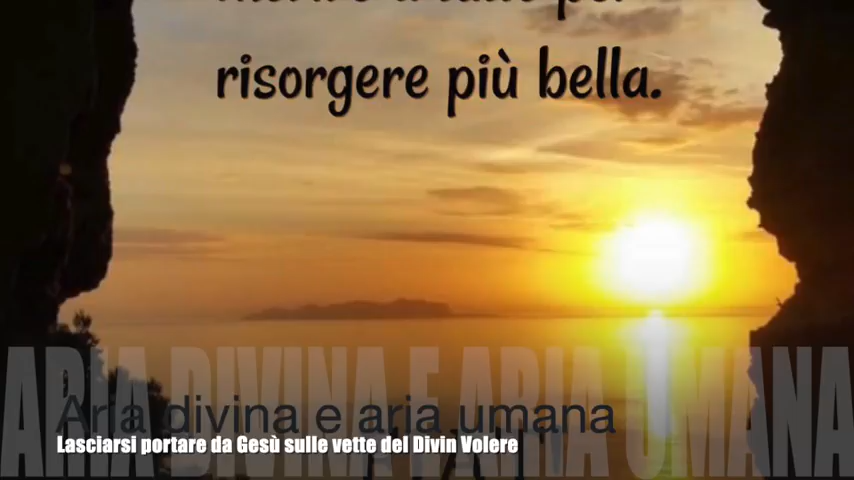 risorgere più bella.
ARIA DIVINA E ARIA UMANA
Aria divina e aria umana
Lasciarsi portare da Gesù sulle vette del Divin Volere